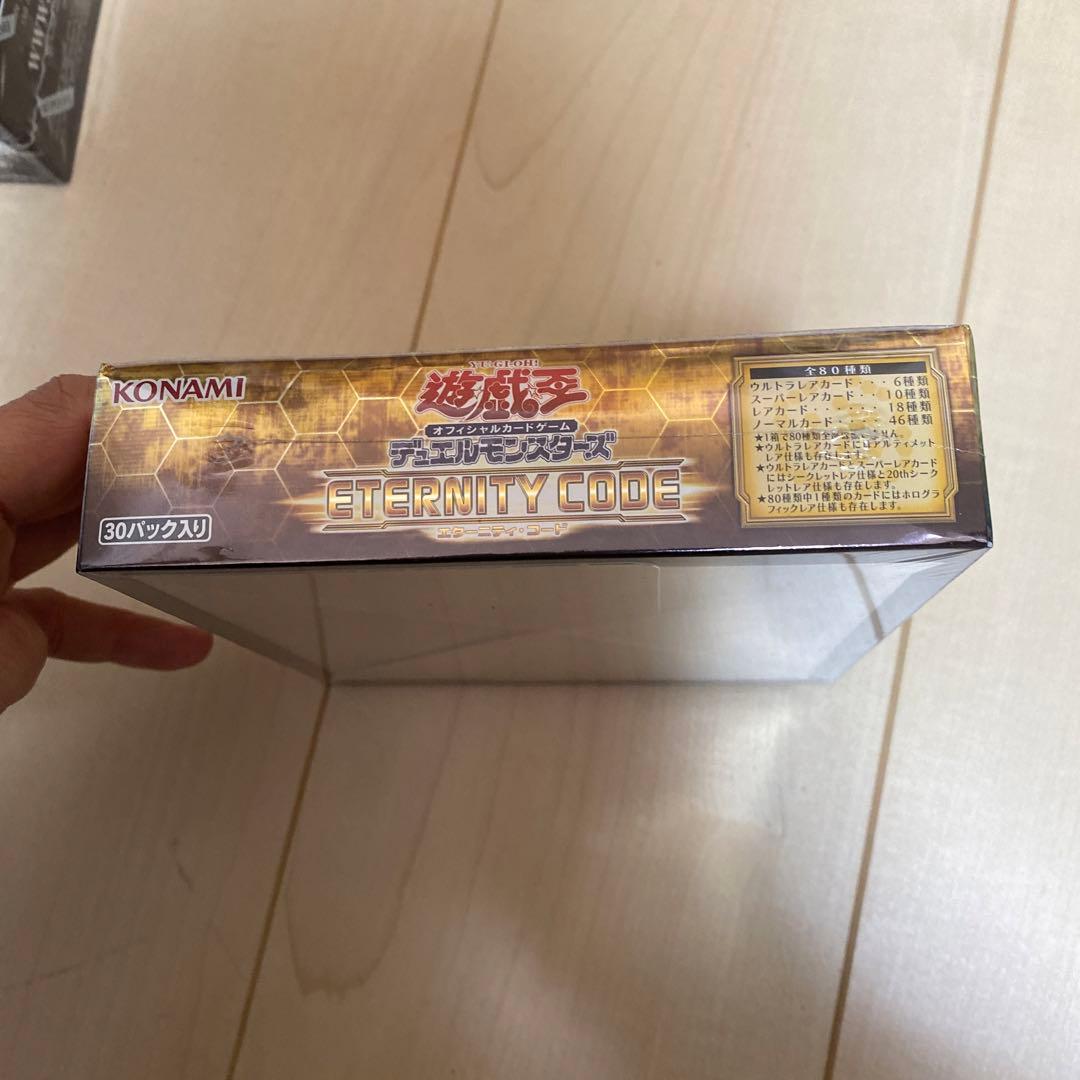 KONAMI
YU-GI-OH!
遊戯王
オフィシャルカードゲーム
デュエルモンスターズ
ETERNITY CODE
エターニティ・コード
30パック入り
全80種類
ウルトラレアカード・・・6種類
スーパーレアカード・・10種類
レアカード・・・・・18種類
ノーマルカード・・・46種類
★1箱で80種類全 せん。
★ウルトラレアカードにはアルティメット
レア仕様も存在します。
★ウルトラレアカードとスーパーレアカード
にはシークレットレア仕様と20thシーク
レットレア仕様も存在します。
★80種類中1種類のカードにはホログラ
フィックレア仕様も存在します。